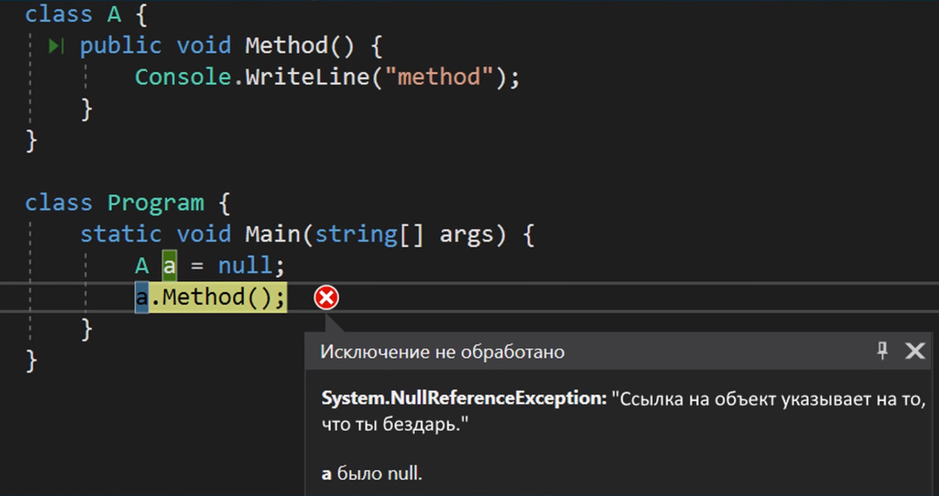 class A {
public void Method() {
Console.WriteLine("method");
}
}
class Program {
static void Main(string[] args) {
A a = null;
a.Method();
}
}
Исключение не обработано
System.NullReferenceException: "Ссылка на объект указывает на то,
что ты бездарь."
a было null.